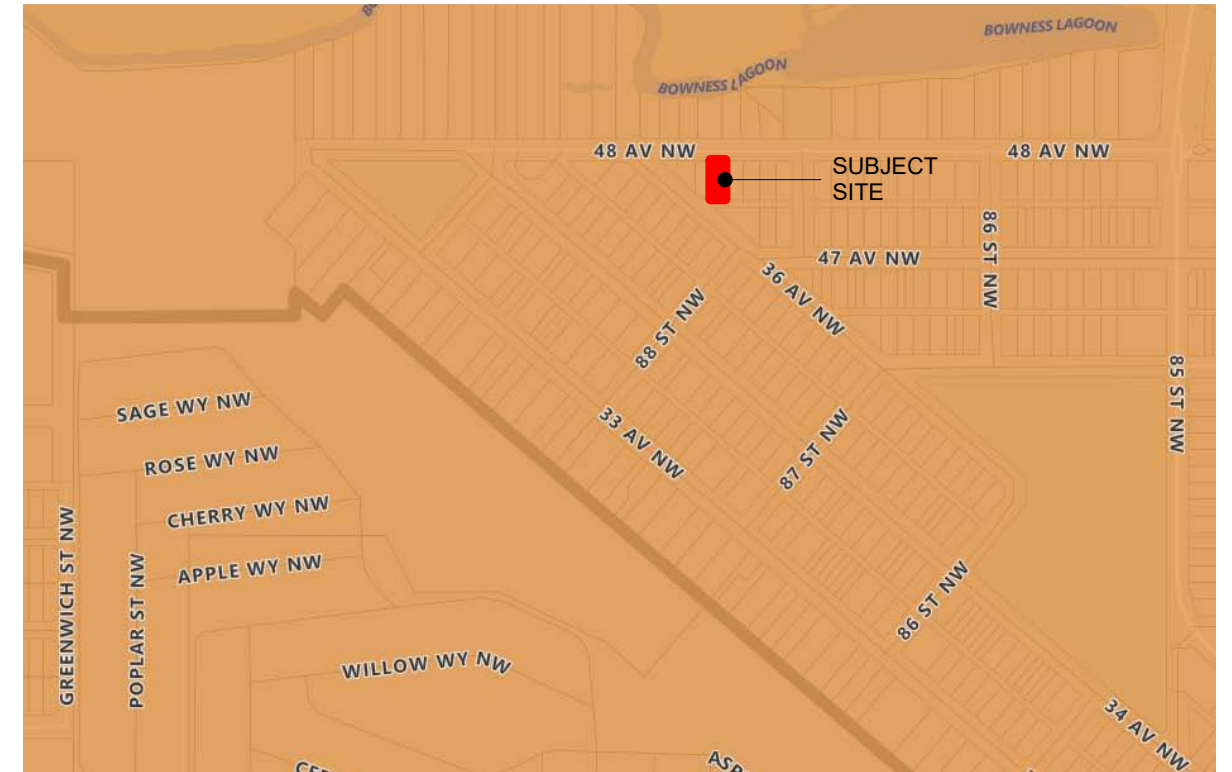 BOWNESS LAGOON
BOWNESS LAGOON
48 AV NW
48 AV NW
SUBJECT
SITE
86 ST NW
47 AV NW
36 AV NW
88 ST NW
85 ST NW
SAGE WY NW
33 AV NW
87 ST NW
ROSE WY NW
CHERRY WY NW
GREENWICH ST NW
POPLAR ST NW
APPLE WY NW
86 ST NW
WILLOW WY NW
34 AV NW